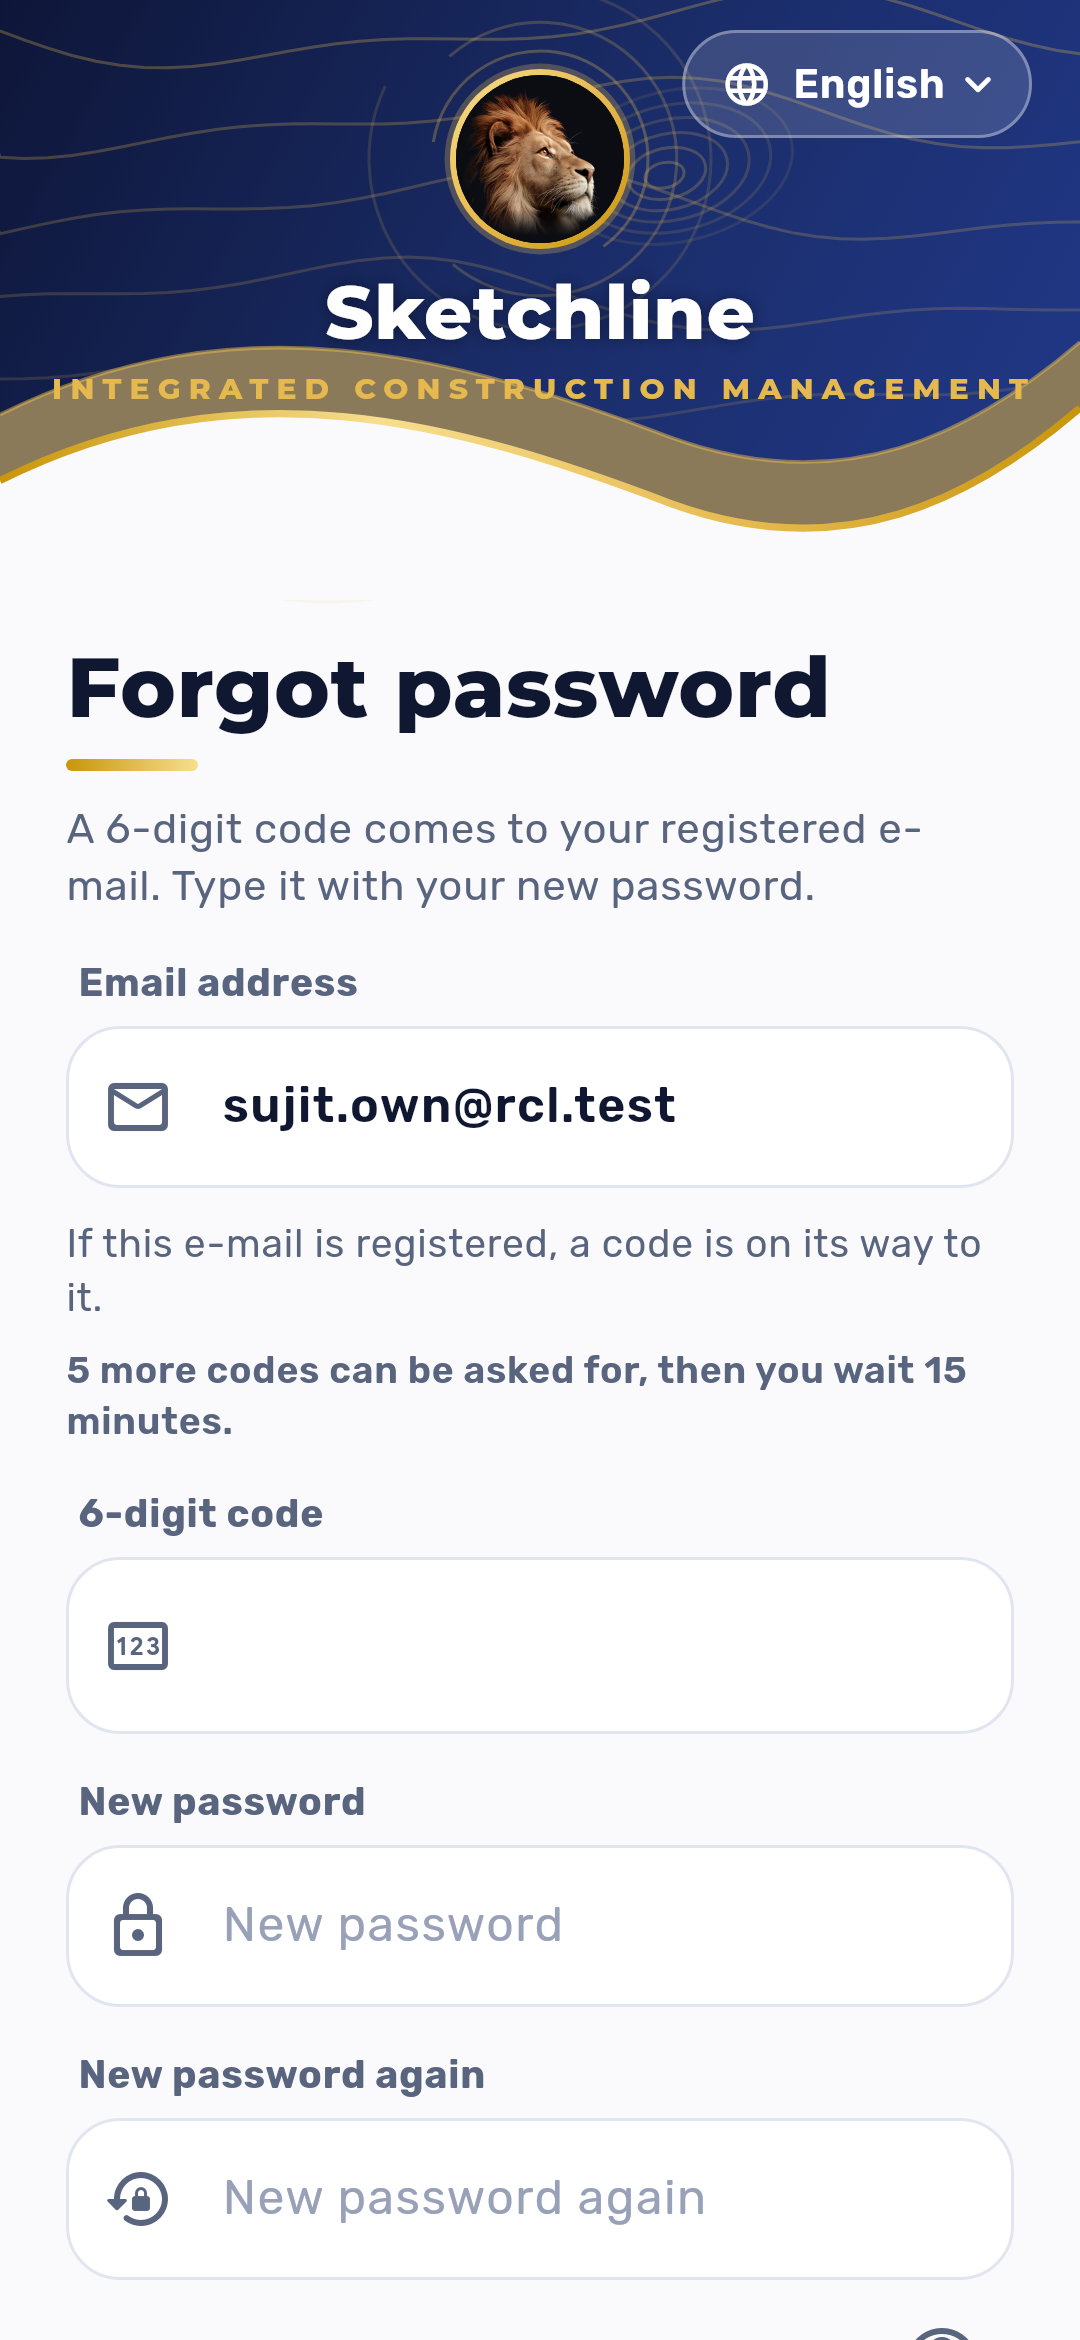 English
Sketchline
INTEGRATED CONSTRUCTION MANAGEMENT
Forgot password
A 6-digit code comes to your registered e-
mail. Type it with your new password.
Email address
sujit.own@rcl.test
If this e-mail is registered, a code is on its way to
it.
5 more codes can be asked for, then you wait 15
minutes.
6-digit code
123
New password
New password
New password again
New password again